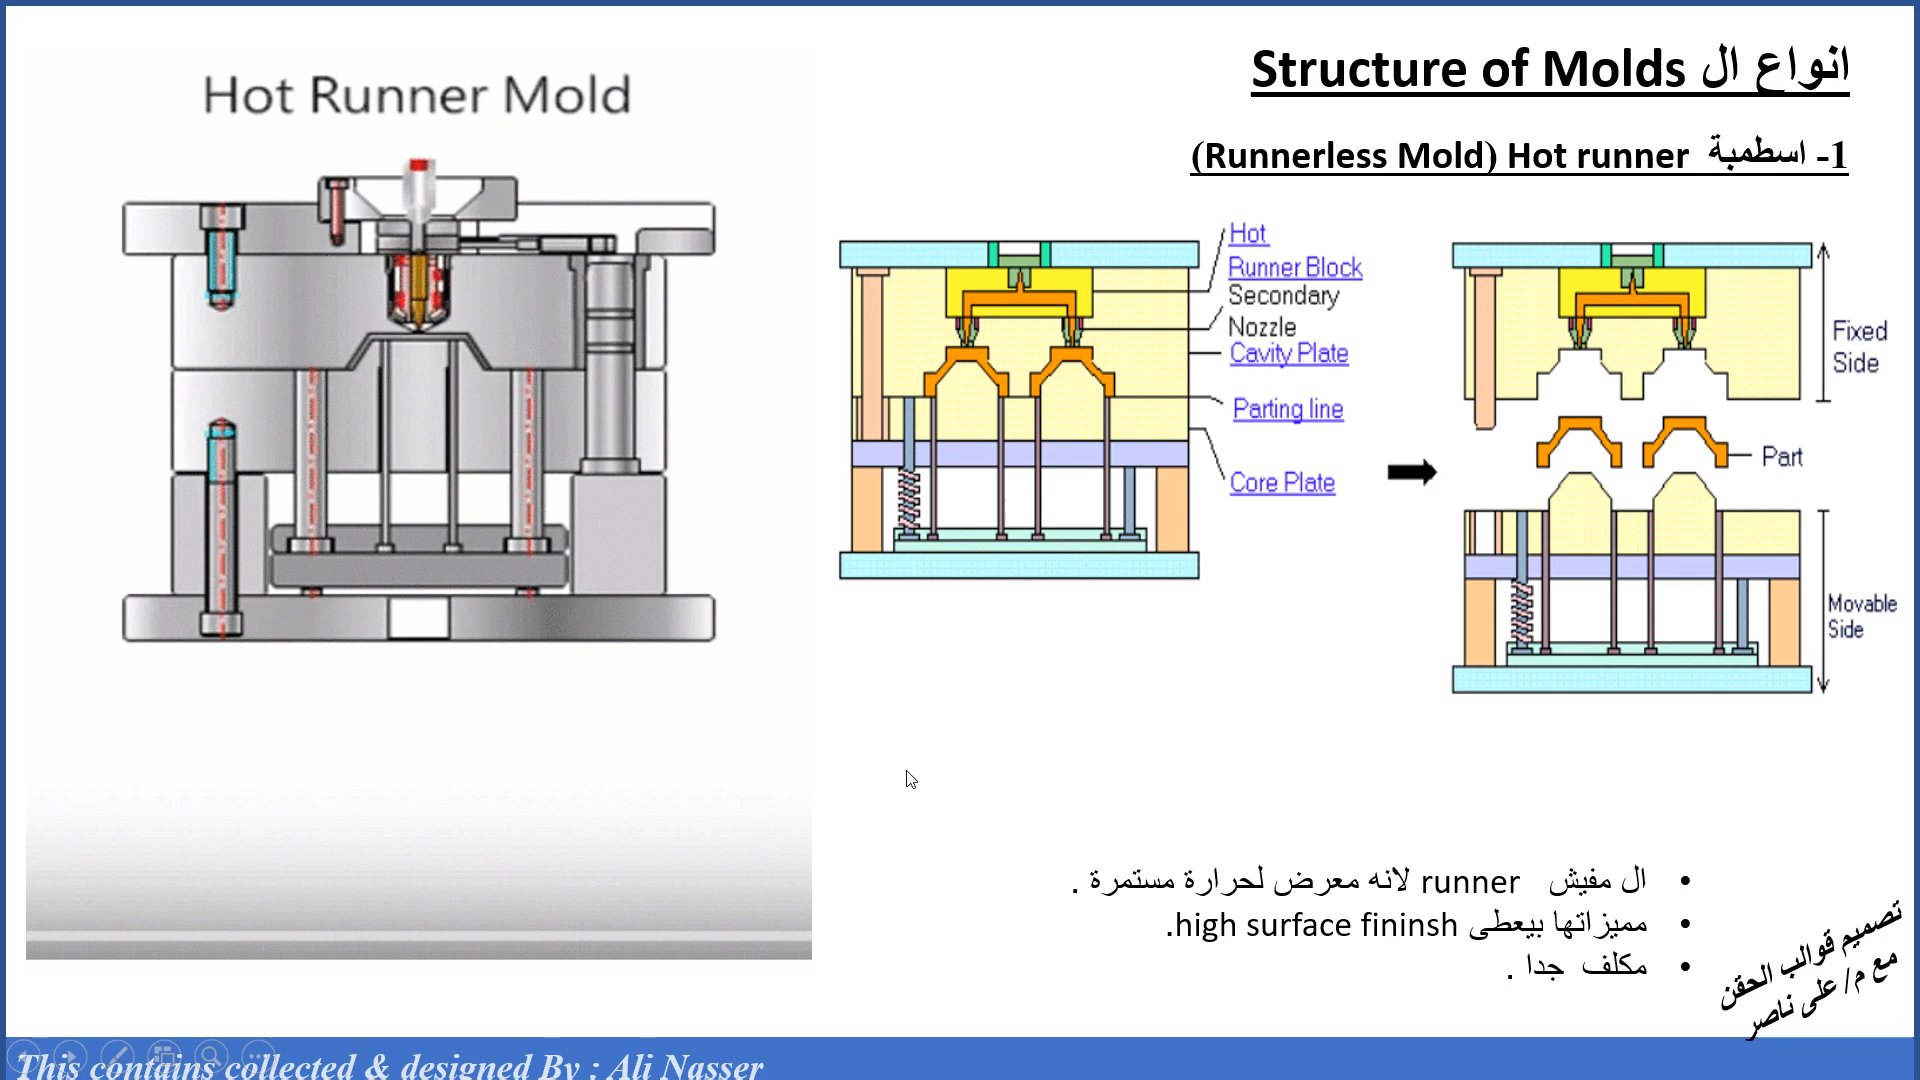 انواع ال Structure of Molds
1- اسطمبة Hot runner (Runnerless Mold)
Hot Runner Mold
Hot
Runner Block
Secondary
Nozzle
Cavity Plate
Parting line
Core Plate
Fixed
Side
Part
Movable
Side
• ال مفيش runner لانه معرض لحرارة مستمرة .
• مميزاتها بيعطى high surface fininsh.
• مكلف جدا .
تصميم قوالب الحقن
مع م/ على ناصر
This contains collected & designed By : Ali Nasser